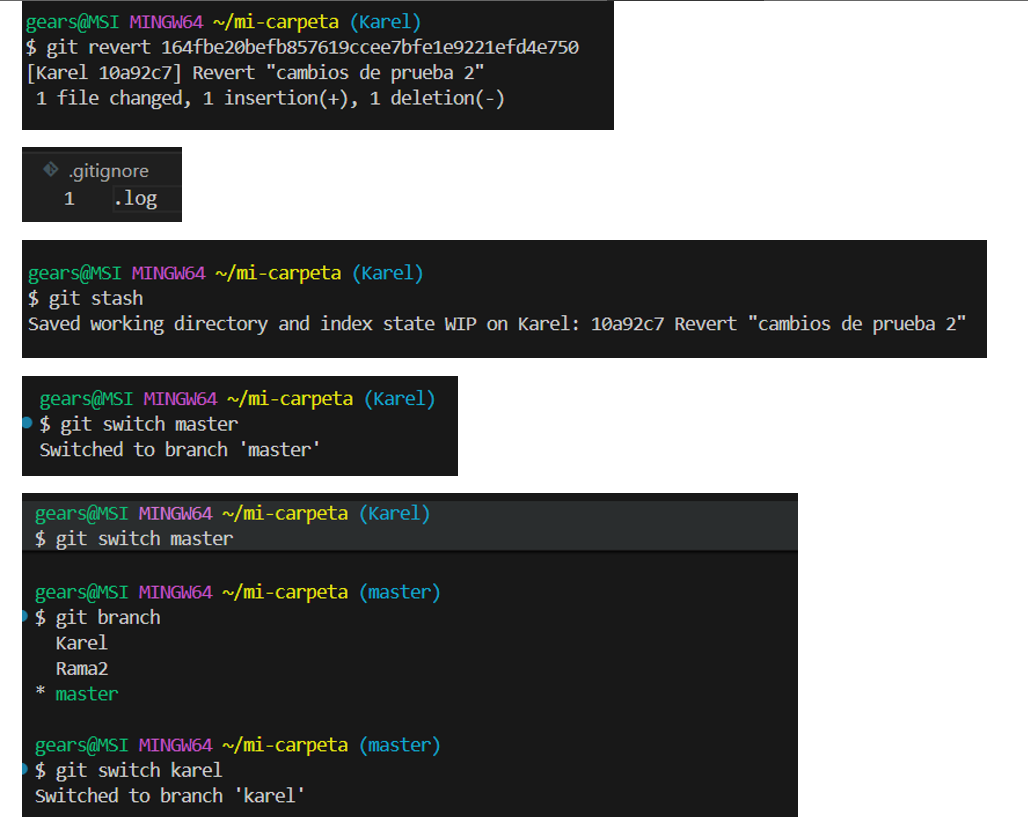 gears@MSI MINGW64 ~/mi-carpeta (Karel)
$ git revert 164fbe20befb857619ccee7bfe1e9221efd4e750
[Karel 10a92c7] Revert "cambios de prueba 2"
1 file changed, 1 insertion(+), 1 deletion(-)
.gitignore
1 .log
gears@MSI MINGW64 ~/mi-carpeta (Karel)
$ git stash
Saved working directory and index state WIP on Karel: 10a92c7 Revert "cambios de prueba 2"
gears@MSI MINGW64 ~/mi-carpeta (Karel)
$ git switch master
Switched to branch 'master'
gears@MSI MINGW64 ~/mi-carpeta (Karel)
$ git switch master
gears@MSI MINGW64 ~/mi-carpeta (master)
$ git branch
Karel
Rama2
* master
gears@MSI MINGW64 ~/mi-carpeta (master)
$ git switch karel
Switched to branch 'karel'